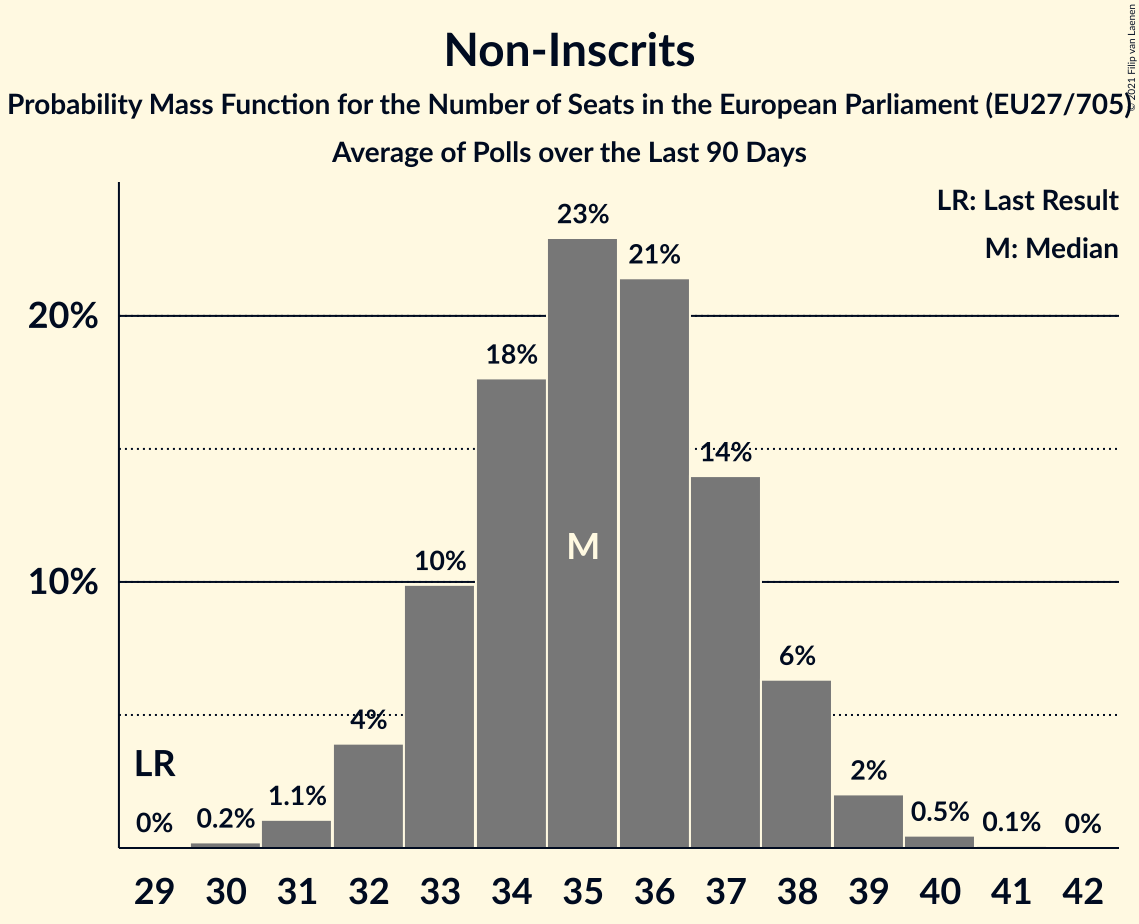 Non-Inscrits
Probability Mass Function for the Number of Seats in the European Parliament (EU27/705)
Average of Polls over the Last 90 Days
© 2021 Filip van Laenen
LR: Last Result
M: Median
23%
21%
20%
18%
14%
M
10%
10%
6%
4%
LR
2%
1.1%
0%
0.2%
0.5%
0.1%
0%
29 30 31 32 33 34 35 36 37 38 39 40 41 42